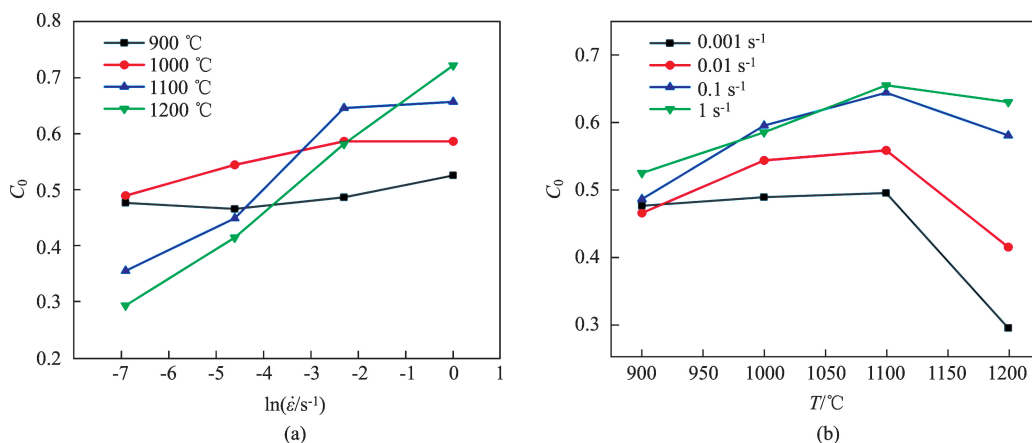 0.8
0.7
0.6
0.5
0.4
0.3
0.2
C0
900 ℃
1000 ℃
1100 ℃
1200 ℃
-7 -6 -5 -4 -3 -2 -1 0 1
ln(ε̇/s⁻¹)
(a)
0.7
0.6
0.5
0.4
0.3
C0
0.001 s⁻¹
0.01 s⁻¹
0.1 s⁻¹
1 s⁻¹
900 950 1000 1050 1100 1150 1200
T/℃
(b)